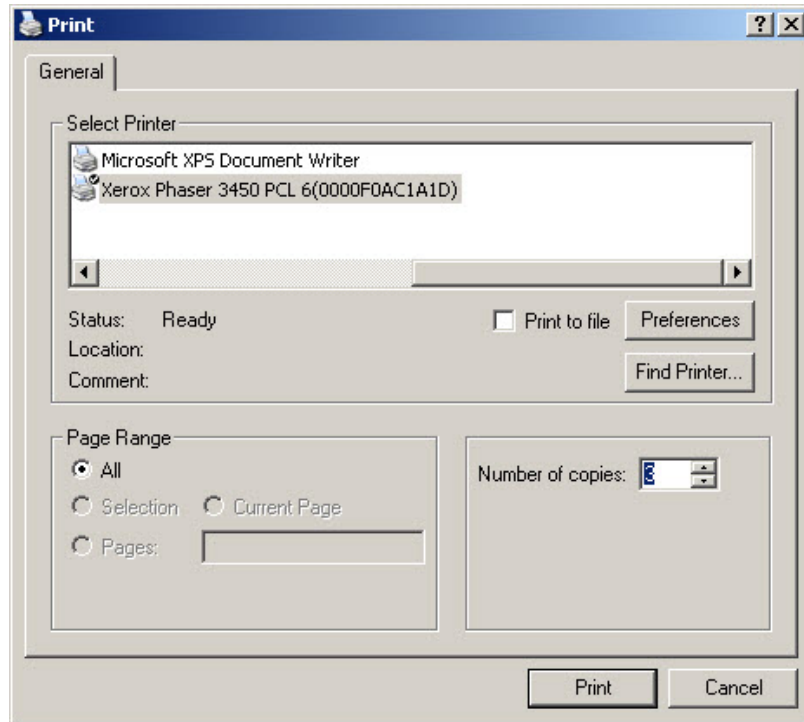 Print
General
Select Printer
Microsoft XPS Document Writer
Xerox Phaser 3450 PCL 6(0000F0AC1A1D)
Status: Ready
Print to file
Preferences
Location:
Comment:
Find Printer...
Page Range
All
Selection
Current Page
Pages:
Number of copies: 3
Print
Cancel